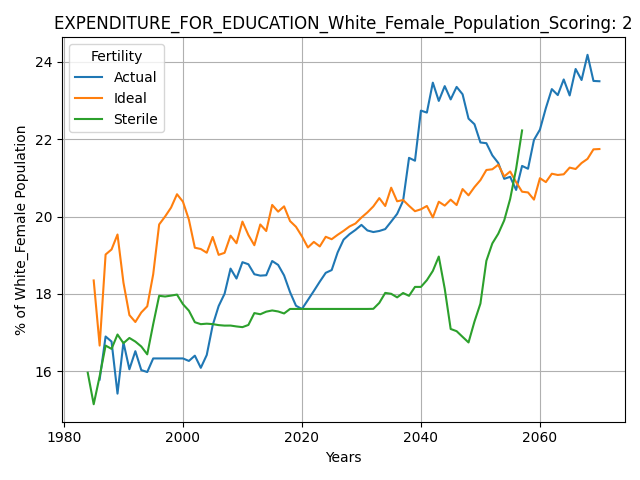 EXPENDITURE_FOR_EDUCATION_White_Female_Population_Scoring: 2
Fertility
Actual
Ideal
Sterile
% of White_Female Population
24
22
20
18
16
1980
2000
2020
2040
2060
Years